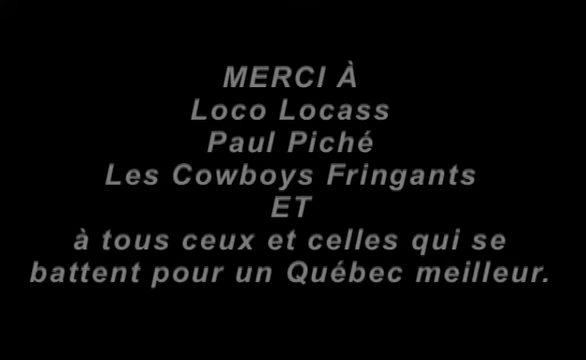 MERCI À
Loco Locass
Paul Piché
Les Cowboys Fringants
ET
à tous ceux et celles qui se
battent pour un Québec meilleur.